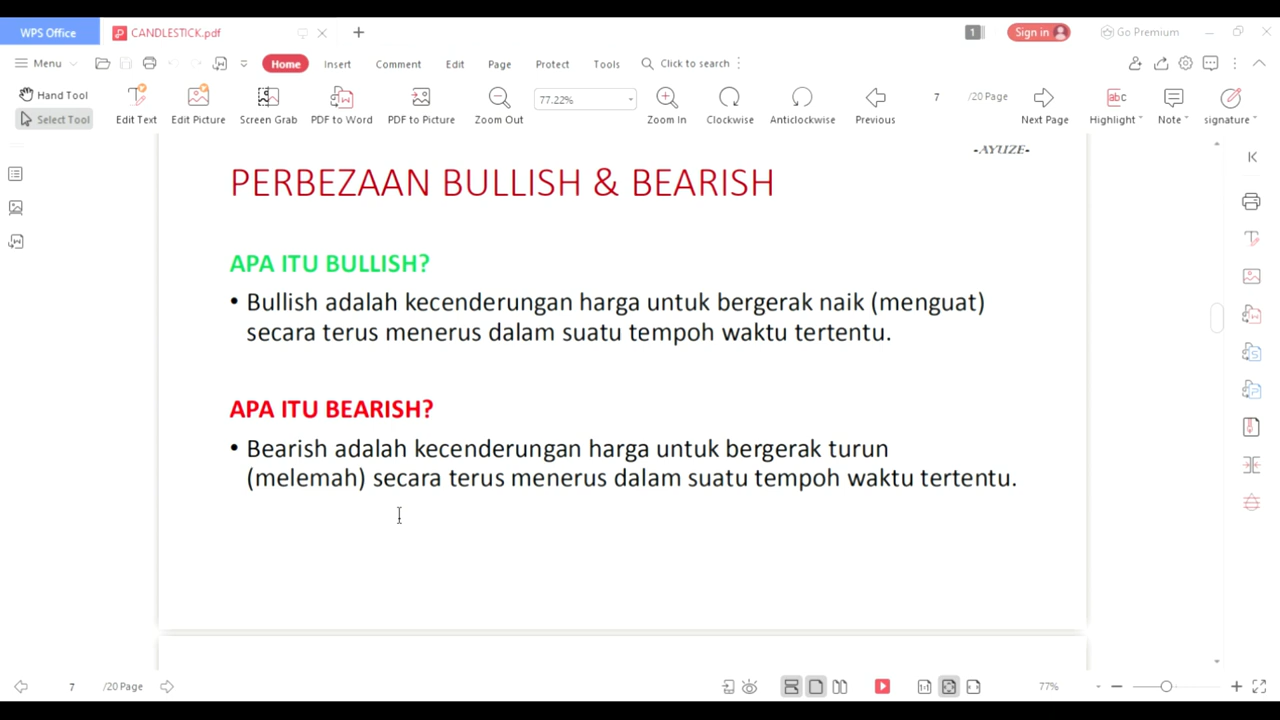 WPS Office
CANDLESTICK.pdf
1
Sign in
Go Premium
Menu
Home
Insert
Comment
Edit
Page
Protect
Tools
Click to search
Hand Tool
Select Tool
Edit Text
Edit Picture
Screen Grab
PDF to Word
PDF to Picture
Zoom Out
77.22%
Zoom In
Clockwise
Anticlockwise
Previous
7
/20 Page
Next Page
abc
Highlight
Note
signature
-AYUZE-
PERBEZAAN BULLISH & BEARISH
APA ITU BULLISH?
• Bullish adalah kecenderungan harga untuk bergerak naik (menguat)
secara terus menerus dalam suatu tempoh waktu tertentu.
APA ITU BEARISH?
• Bearish adalah kecenderungan harga untuk bergerak turun
(melemah) secara terus menerus dalam suatu tempoh waktu tertentu.
7
/20 Page
77%